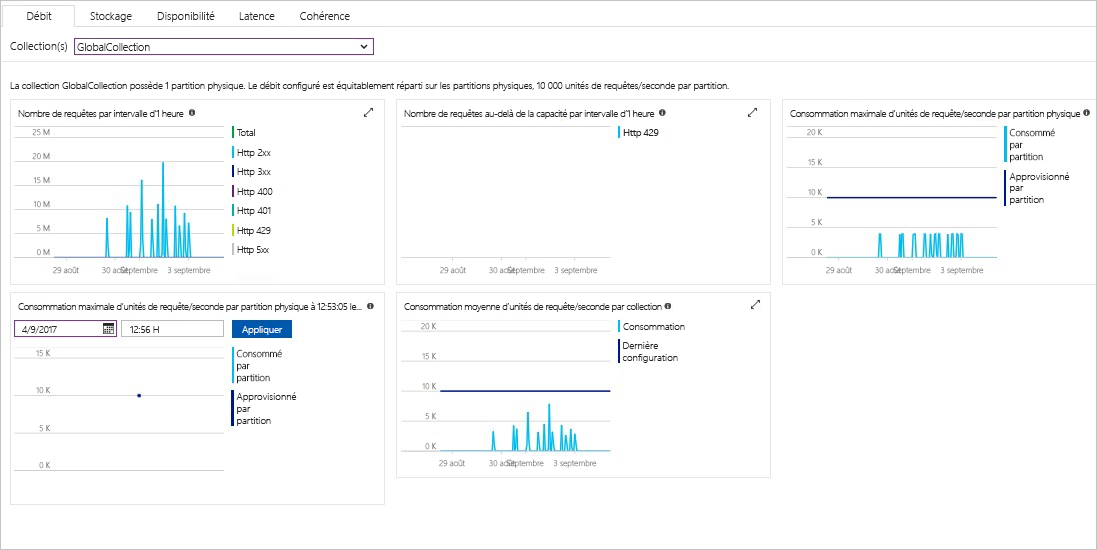 Débit Stockage Disponibilité Latence Cohérence
Collection(s) GlobalCollection
La collection GlobalCollection possède 1 partition physique. Le débit configuré est équitablement réparti sur les partitions physiques, 10 000 unités de requêtes/seconde par partition.
Nombre de requêtes par intervalle d'1 heure
25 M
20 M
15 M
10 M
5 M
0 M
29 août 30 août Septembre 3 septembre
Total
Http 2xx
Http 3xx
Http 400
Http 401
Http 429
Http 5xx
Nombre de requêtes au-delà de la capacité par intervalle d'1 heure
Http 429
29 août 30 août Septembre 3 septembre
Consommation maximale d'unités de requête/seconde par partition physique
20 K
15 K
10 K
5 K
0 K
29 août 30 août Septembre 3 septembre
Consommé
par
partition
Approvisionné
par
partition
Consommation maximale d'unités de requête/seconde par partition physique à 12:53:05 le...
4/9/2017 12:56 H Appliquer
15 K
10 K
5 K
0 K
Consommé
par
partition
Approvisionné
par
partition
Consommation moyenne d'unités de requête/seconde par collection
20 K
15 K
10 K
5 K
0 K
29 août 30 août Septembre 3 septembre
Consommation
Dernière
configuration